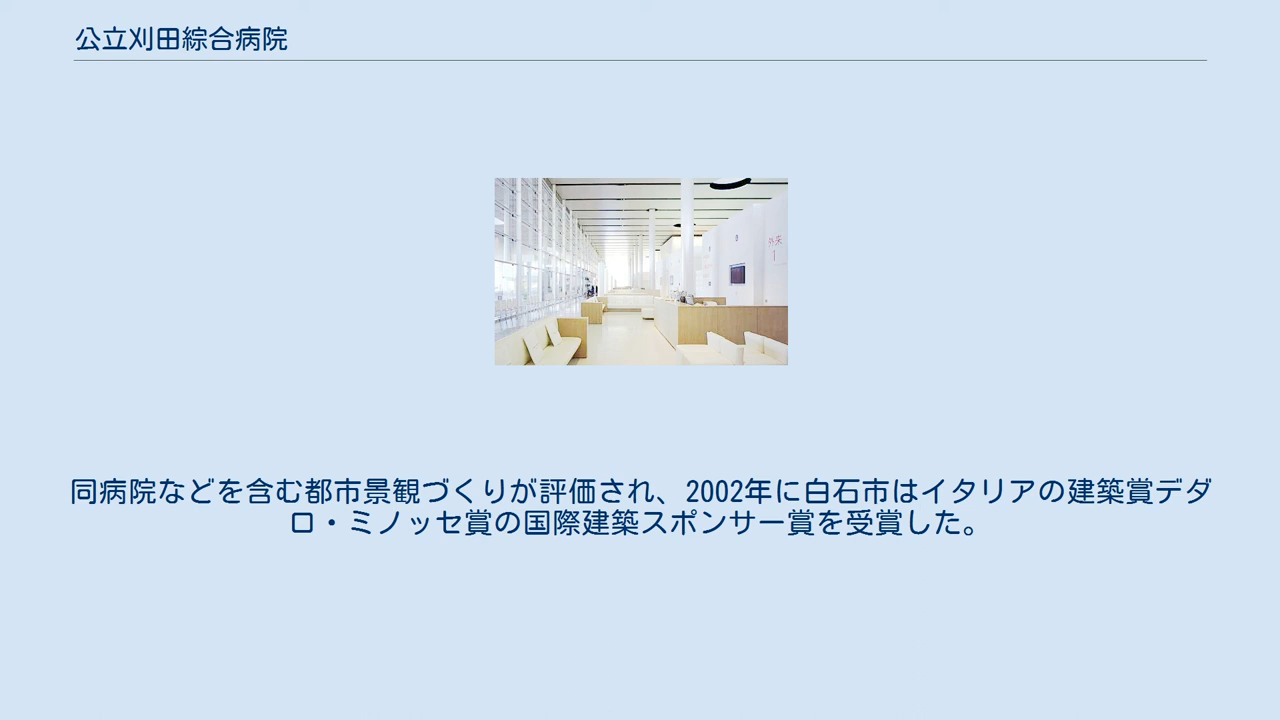 公立刈田綜合病院
外来
同病院などを含む都市景観づくりが評価され、2002年に白石市はイタリアの建築賞デダ
ロ・ミノッセ賞の国際建築スポンサー賞を受賞した。